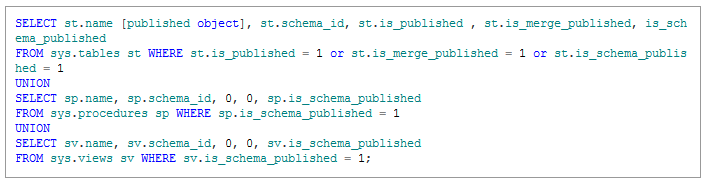 SELECT st.name [published object], st.schema_id, st.is_published , st.is_merge_published, is_sch
ema_published
FROM sys.tables st WHERE st.is_published = 1 or st.is_merge_published = 1 or st.is_schema_publis
hed = 1
UNION
SELECT sp.name, sp.schema_id, 0, 0, sp.is_schema_published
FROM sys.procedures sp WHERE sp.is_schema_published = 1
UNION
SELECT sv.name, sv.schema_id, 0, 0, sv.is_schema_published
FROM sys.views sv WHERE sv.is_schema_published = 1;